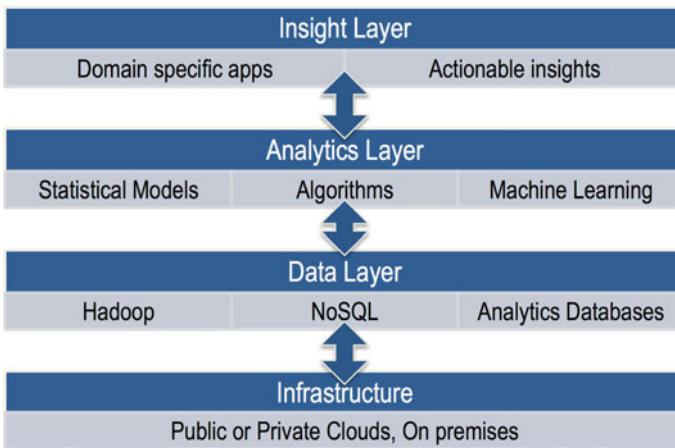 Insight Layer
Domain specific apps
Actionable insights
Analytics Layer
Statistical Models
Algorithms
Machine Learning
Data Layer
Hadoop
NoSQL
Analytics Databases
Infrastructure
Public or Private Clouds, On premises